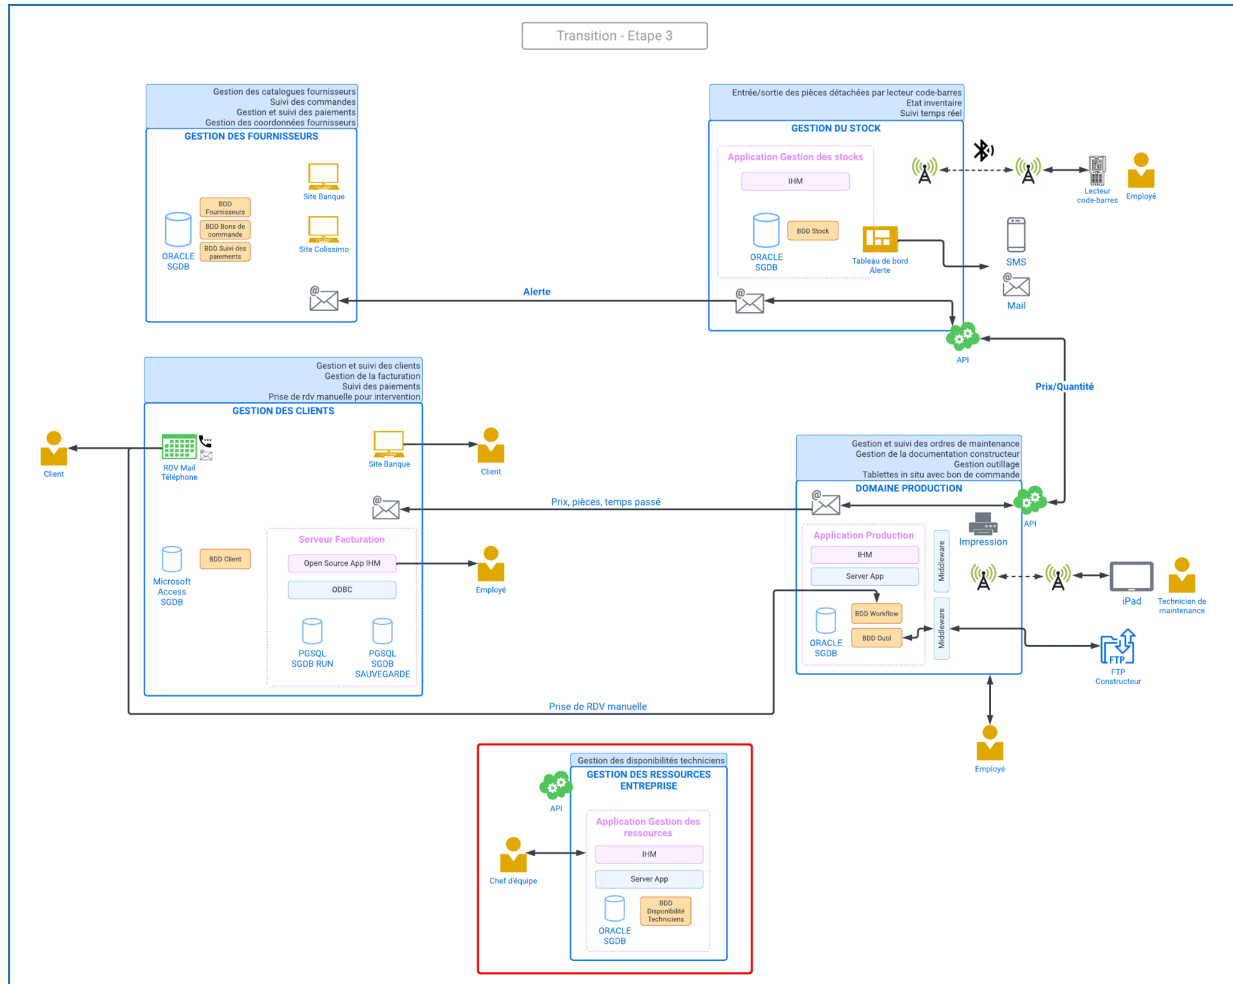 Transition - Etape 3
Gestion des catalogues fournisseurs
Suivi des commandes
Gestion et suivi des paiements
Gestion des coordonnées fournisseurs
GESTION DES FOURNISSEURS
BDD
Fournisseurs
BDD Bons de
commande
BDD Suivi des
paiements
ORACLE
SGDB
Site Banque
Site Colissimo
@
Alerte
Entrée/sortie des pièces détachées par lecteur code-barres
Etat inventaire
Suivi temps réel
GESTION DU STOCK
Application Gestion des stocks
IHM
BDD Stock
ORACLE
SGDB
Tableau de bord
Alerte
@
API
Lecteur
code-barres
Employé
SMS
@
Mail
Prix/Quantité
Gestion et suivi des clients
Gestion de la facturation
Suivi des paiements
Prise de rdv manuelle pour intervention
GESTION DES CLIENTS
Client
RDV Mail
Téléphone
Site Banque
Client
@
Prix, pièces, temps passé
Serveur Facturation
Open Source App IHM
ODBC
Employé
BDD Client
Microsoft
Access
SGDB
PGSQL
SGDB RUN
PGSQL
SGDB
SAUVEGARDE
Prise de RDV manuelle
Gestion et suivi des ordres de maintenance
Gestion de la documentation constructeur
Gestion outillage
Tablettes in situ avec bon de commande
DOMAINE PRODUCTION
@
API
Impression
Application Production
IHM
Server App
BDD Workflow
BDD Outil
ORACLE
SGDB
Middleware
Middleware
iPad
Technicien de
maintenance
FTP
FTP
Constructeur
Employé
Gestion des disponibilités techniciens
GESTION DES RESSOURCES
ENTREPRISE
API
Application Gestion des
ressources
IHM
Server App
BDD
Disponibilité
Techniciens
ORACLE
SGDB
Chef d'équipe